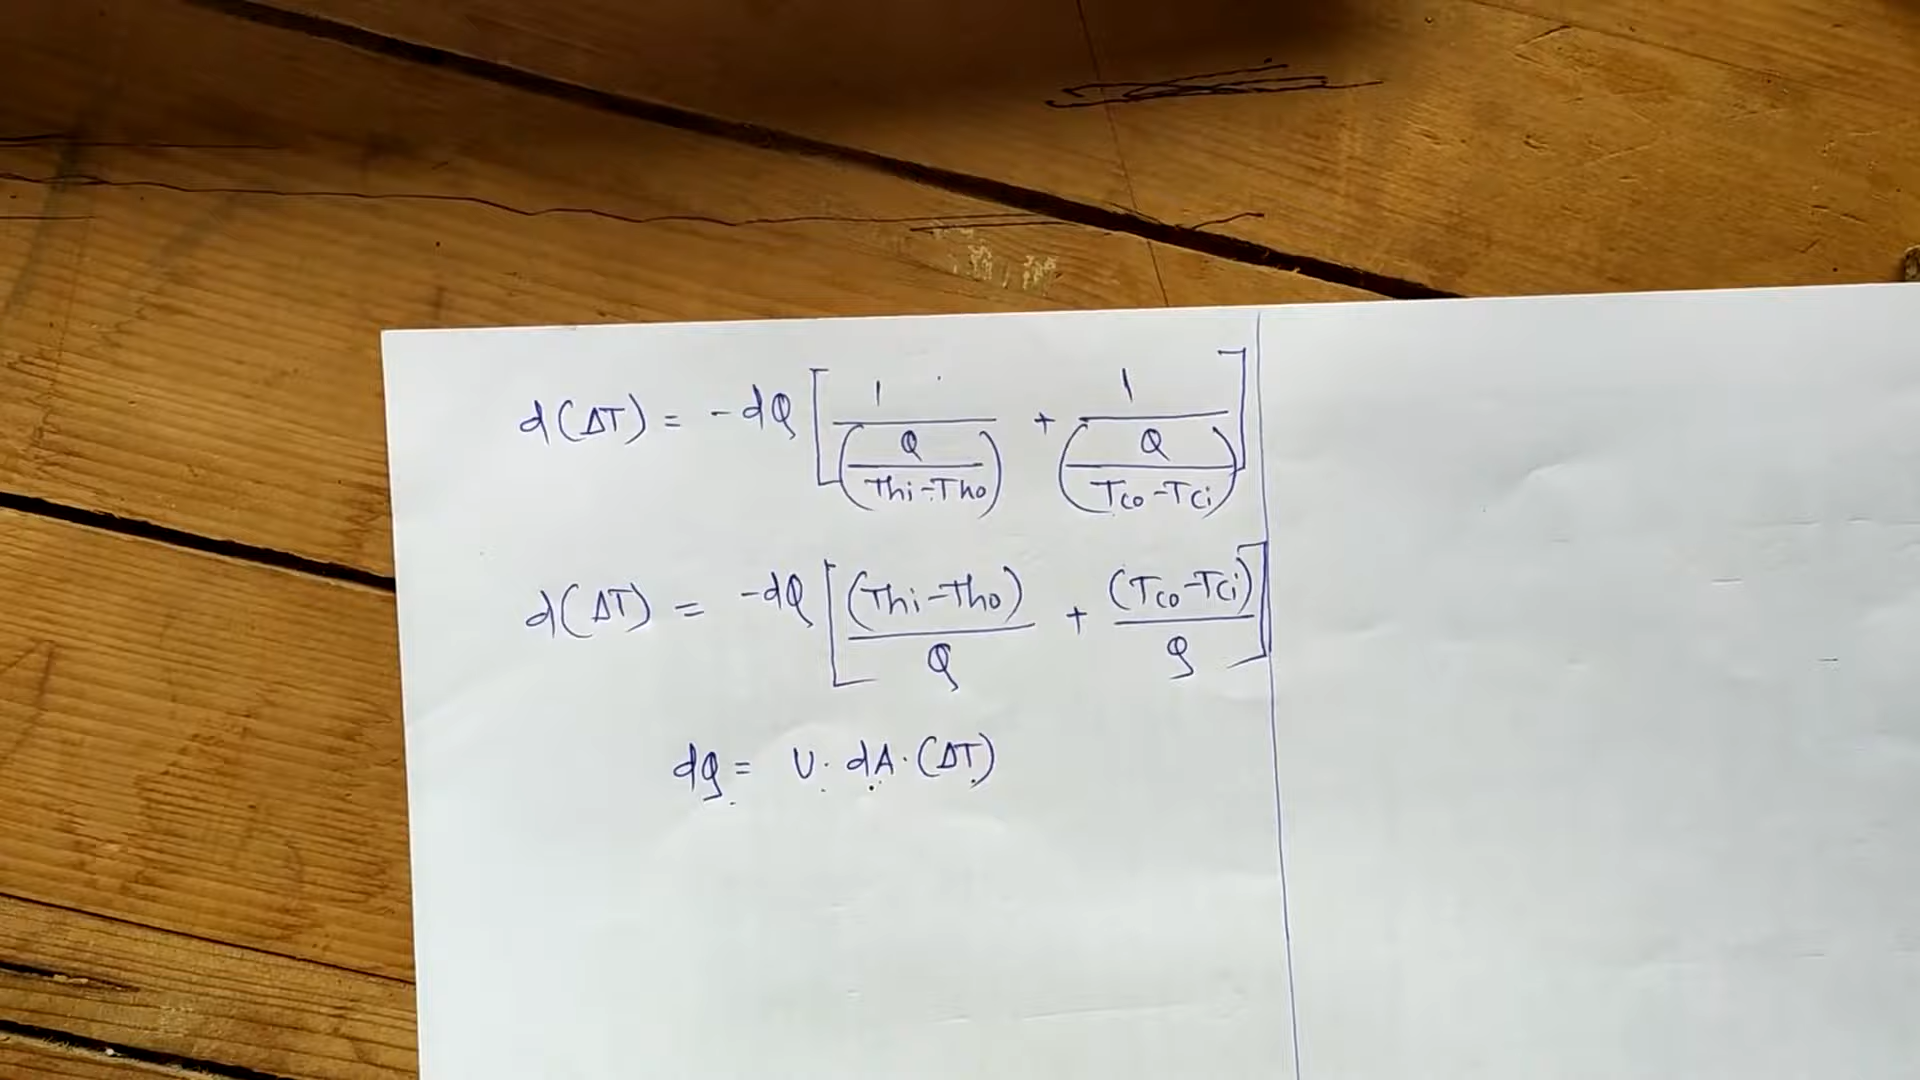 d(ΔT) = -dQ [ 1/(Q/(Thi-Tho)) + 1/(Q/(Tco-Tci)) ]
d(ΔT) = -dQ [ (Thi-Tho)/Q + (Tco-Tci)/Q ]
dQ = U. dA. (ΔT)